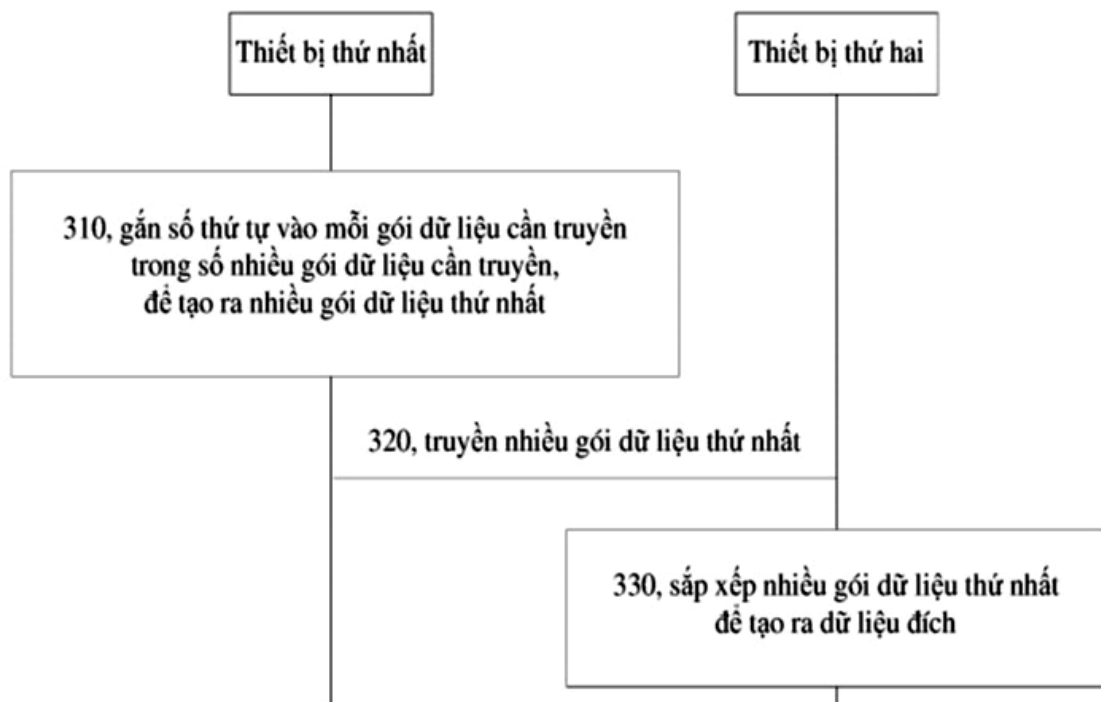 Thiết bị thứ nhất
Thiết bị thứ hai
310, gắn số thứ tự vào mỗi gói dữ liệu cần truyền
trong số nhiều gói dữ liệu cần truyền,
để tạo ra nhiều gói dữ liệu thứ nhất
320, truyền nhiều gói dữ liệu thứ nhất
330, sắp xếp nhiều gói dữ liệu thứ nhất
để tạo ra dữ liệu đích